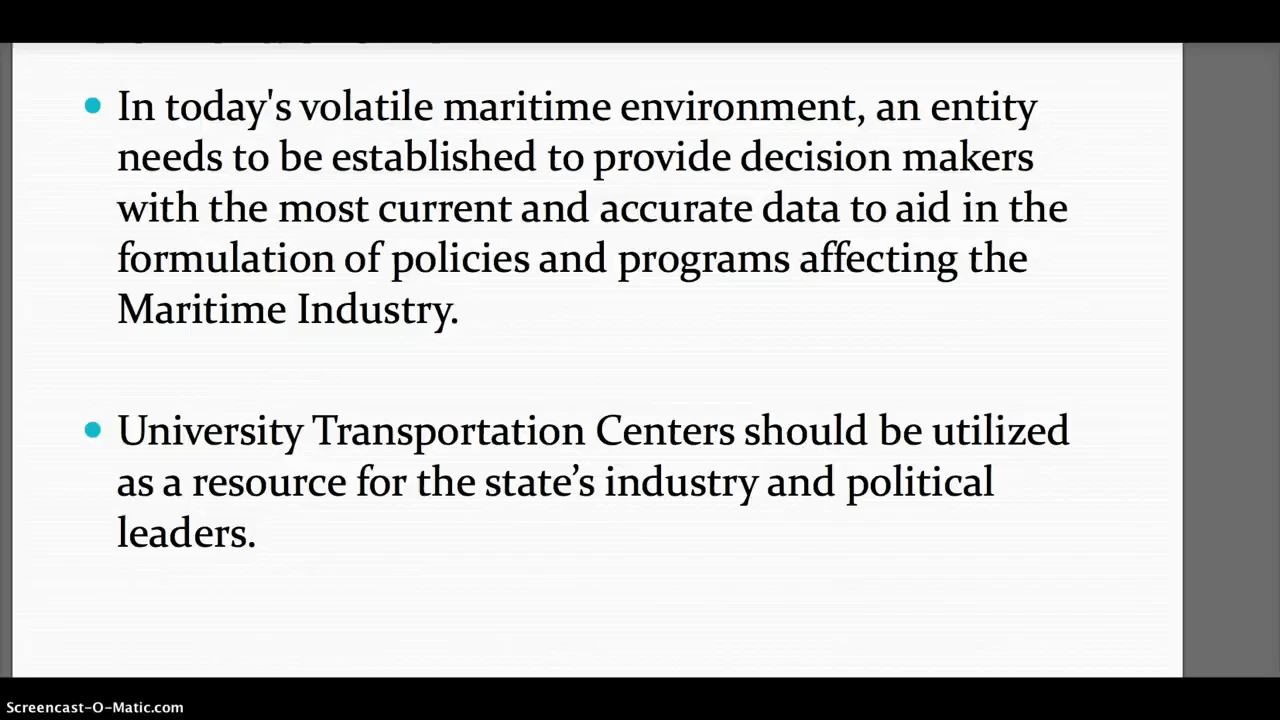 In today's volatile maritime environment, an entity
needs to be established to provide decision makers
with the most current and accurate data to aid in the
formulation of policies and programs affecting the
Maritime Industry.
University Transportation Centers should be utilized
as a resource for the state’s industry and political
leaders.
Screencast-O-Matic.com